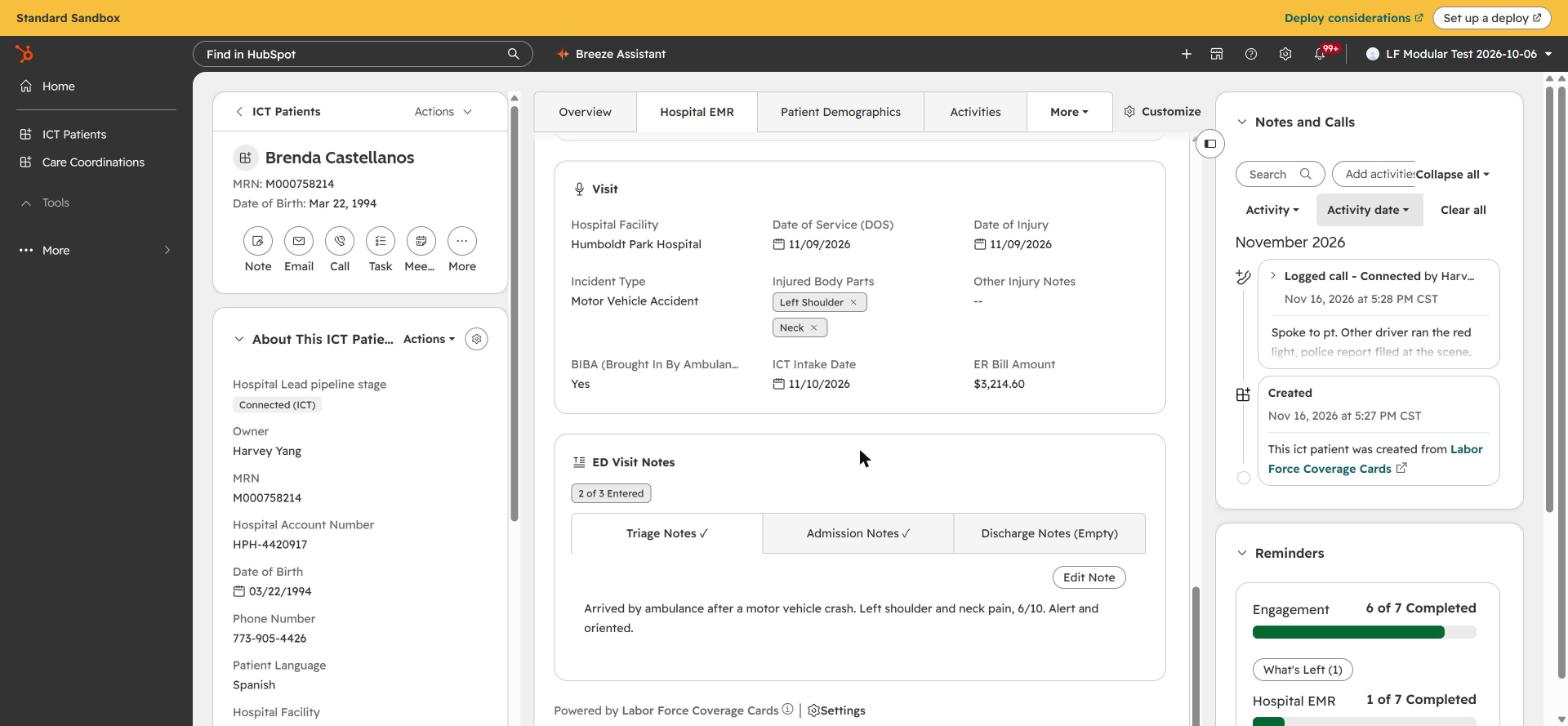 Standard Sandbox
Deploy considerations
Set up a deploy
Find in HubSpot
Breeze Assistant
99+
LF Modular Test 2026-10-06
Home
ICT Patients
Care Coordinations
Tools
More
ICT Patients
Actions
Brenda Castellanos
MRN: M000758214
Date of Birth: Mar 22, 1994
Note Email Call Task Mee... More
About This ICT Patie...
Actions
Hospital Lead pipeline stage
Connected (ICT)
Owner
Harvey Yang
MRN
M000758214
Hospital Account Number
HPH-4420917
Date of Birth
03/22/1994
Phone Number
773-905-4426
Patient Language
Spanish
Hospital Facility
Overview
Hospital EMR
Patient Demographics
Activities
More
Customize
Visit
Hospital Facility
Humboldt Park Hospital
Date of Service (DOS)
11/09/2026
Date of Injury
11/09/2026
Incident Type
Motor Vehicle Accident
Injured Body Parts
Left Shoulder ×
Neck ×
Other Injury Notes
--
BIBA (Brought In By Ambulan...
Yes
ICT Intake Date
11/10/2026
ER Bill Amount
$3,214.60
ED Visit Notes
2 of 3 Entered
Triage Notes ✓
Admission Notes ✓
Discharge Notes (Empty)
Edit Note
Arrived by ambulance after a motor vehicle crash. Left shoulder and neck pain, 6/10. Alert and
oriented.
Powered by Labor Force Coverage Cards | Settings
Notes and Calls
Search
Add activities
Collapse all
Activity
Activity date
Clear all
November 2026
Logged call - Connected by Harv...
Nov 16, 2026 at 5:28 PM CST
Spoke to pt. Other driver ran the red
light, police report filed at the scene.
Created
Nov 16, 2026 at 5:27 PM CST
This ict patient was created from Labor
Force Coverage Cards
Reminders
Engagement
6 of 7 Completed
What's Left (1)
Hospital EMR
1 of 7 Completed